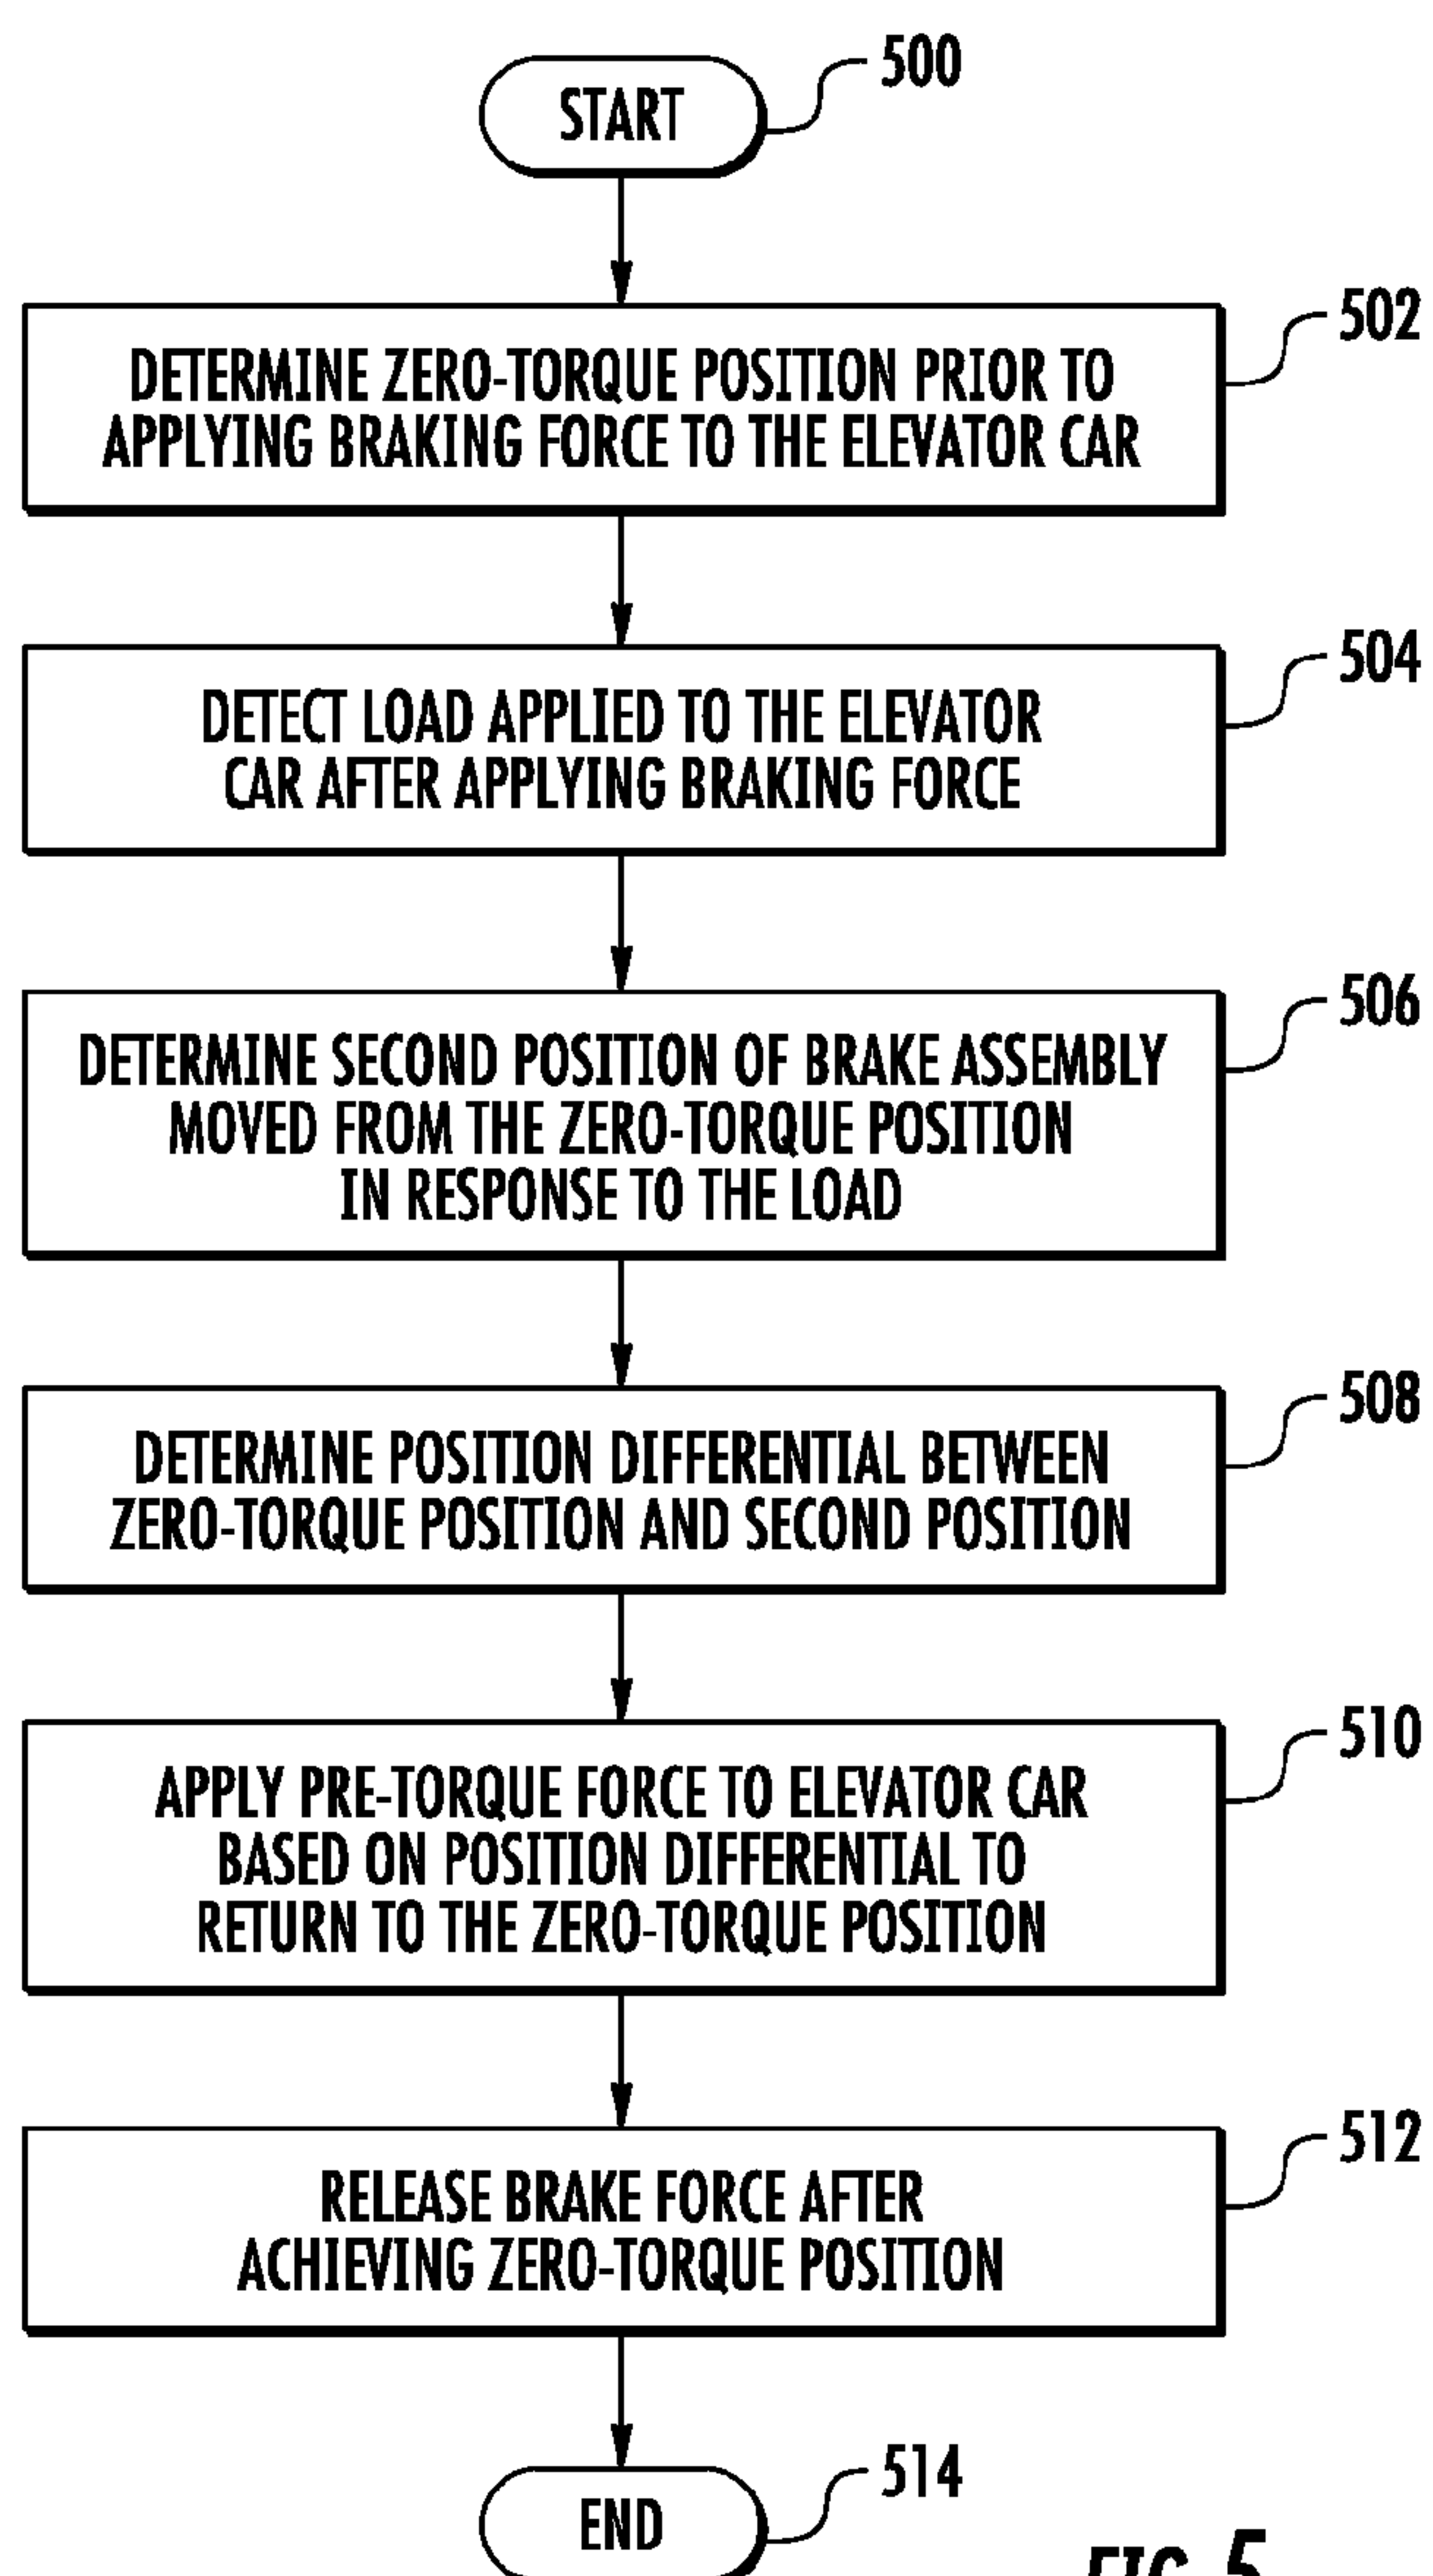 START
500
502
DETERMINE ZERO-TORQUE POSITION PRIOR TO
APPLYING BRAKING FORCE TO THE ELEVATOR CAR
504
DETECT LOAD APPLIED TO THE ELEVATOR
CAR AFTER APPLYING BRAKING FORCE
506
DETERMINE SECOND POSITION OF BRAKE ASSEMBLY
MOVED FROM THE ZERO-TORQUE POSITION
IN RESPONSE TO THE LOAD
508
DETERMINE POSITION DIFFERENTIAL BETWEEN
ZERO-TORQUE POSITION AND SECOND POSITION
510
APPLY PRE-TORQUE FORCE TO ELEVATOR CAR
BASED ON POSITION DIFFERENTIAL TO
RETURN TO THE ZERO-TORQUE POSITION
512
RELEASE BRAKE FORCE AFTER
ACHIEVING ZERO-TORQUE POSITION
514
END
FIG. 5